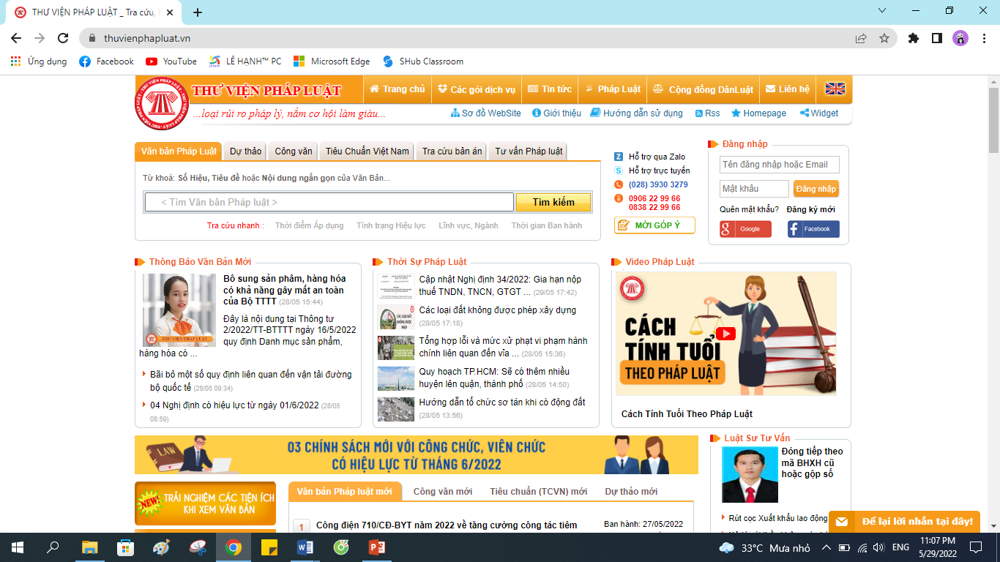 THƯ VIỆN PHÁP LUẬT _ Tra cứu,
thuvienphapluat.vn
Ứng dụng Facebook YouTube LÊ HẠNH™ PC Microsoft Edge SHub Classroom
THƯ VIỆN PHÁP LUẬT
...loại rủi ro pháp lý, nắm cơ hội làm giàu...
Trang chủ Các gói dịch vụ Tin tức Pháp Luật Cộng đồng DânLuật Liên hệ
Sơ đồ WebSite Giới thiệu Hướng dẫn sử dụng Rss Homepage Widget
Văn bản Pháp Luật Dự thảo Công văn Tiêu Chuẩn Việt Nam Tra cứu bản án Tư vấn Pháp luật
Từ khoá: Số Hiệu, Tiêu đề hoặc Nội dung ngắn gọn của Văn Bản...
< Tìm Văn bản Pháp luật > Tìm kiếm
Tra cứu nhanh : Thời điểm Áp dụng Tình trạng Hiệu lực Lĩnh vực, Ngành Thời gian Ban hành
Hỗ trợ qua Zalo
Hỗ trợ trực tuyến
(028) 3930 3279
0906 22 99 66
0838 22 99 66
MỜI GÓP Ý
Đăng nhập
Tên đăng nhập hoặc Email
Mật khẩu Đăng nhập
Quên mật khẩu? Đăng ký mới
Google Facebook
Thông Báo Văn Bản Mới
Bổ sung sản phẩm, hàng hóa
có khả năng gây mất an toàn
của Bộ TTTT (28/05 15:44)
Đây là nội dung tại Thông tư
2/2022/TT-BTTTT ngày 16/5/2022
quy định Danh mục sản phẩm,
hàng hóa có ...
THƯ VIỆN PHÁP LUẬT
Bãi bỏ một số quy định liên quan đến vận tải đường
bộ quốc tế (28/05 09:34)
04 Nghị định có hiệu lực từ ngày 01/6/2022 (28/05
08:59)
Thời Sự Pháp Luật
Cập nhật Nghị định 34/2022: Gia hạn nộp
thuế TNDN, TNCN, GTGT ... (29/05 17:42)
Các loại đất không được phép xây dựng
(28/05 17:18)
Tổng hợp lỗi và mức xử phạt vi phạm hành
chính liên quan đến vỉa ... (28/05 15:36)
Quy hoạch TP.HCM: Sẽ có thêm nhiều
huyện lên quận, thành phố (28/05 14:50)
Hướng dẫn tổ chức sơ tán khi có động đất
(28/05 13:56)
Video Pháp Luật
CÁCH
TÍNH TUỔI
THEO PHÁP LUẬT
Cách Tính Tuổi Theo Pháp Luật
LAW
03 CHÍNH SÁCH MỚI VỚI CÔNG CHỨC, VIÊN CHỨC
CÓ HIỆU LỰC TỪ THÁNG 6/2022
Luật Sư Tư Vấn
Đóng tiếp theo
mã BHXH cũ
hoặc gộp số
Rút cọc Xuất khẩu lao động
NEW
TRẢI NGHIỆM CÁC TIỆN ÍCH
KHI XEM VĂN BẢN
Văn bản Pháp luật mới Công văn mới Tiêu chuẩn (TCVN) mới Dự thảo mới
1 Công điện 710/CĐ-BYT năm 2022 về tăng cường công tác tiêm Ban hành: 27/05/2022
Để lại lời nhắn tại đây!
33°C Mưa nhỏ ENG 11:07 PM
5/29/2022